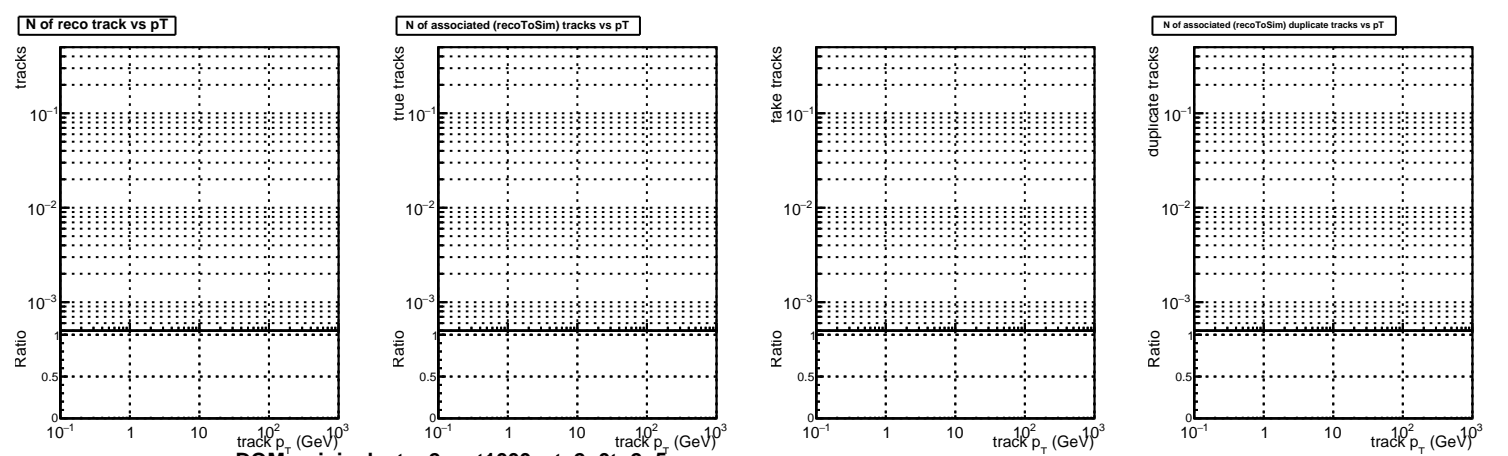 N of reco track vs pT
tracks
10⁻¹
10⁻²
10⁻³
Ratio
1
0.5
0
10⁻¹ 1 10 10² 10³
track p_T (GeV)
N of associated (recoToSim) tracks vs pT
true tracks
10⁻¹
10⁻²
10⁻³
Ratio
1
0.5
0
10⁻¹ 1 10 10² 10³
track p_T (GeV)
fake tracks
10⁻¹
10⁻²
10⁻³
Ratio
1
0.5
0
10⁻¹ 1 10 10² 10³
track p_T (GeV)
N of associated (recoToSim) duplicate tracks vs pT
duplicate tracks
10⁻¹
10⁻²
10⁻³
Ratio
1
0.5
0
10⁻¹ 1 10 10² 10³
track p_T (GeV)